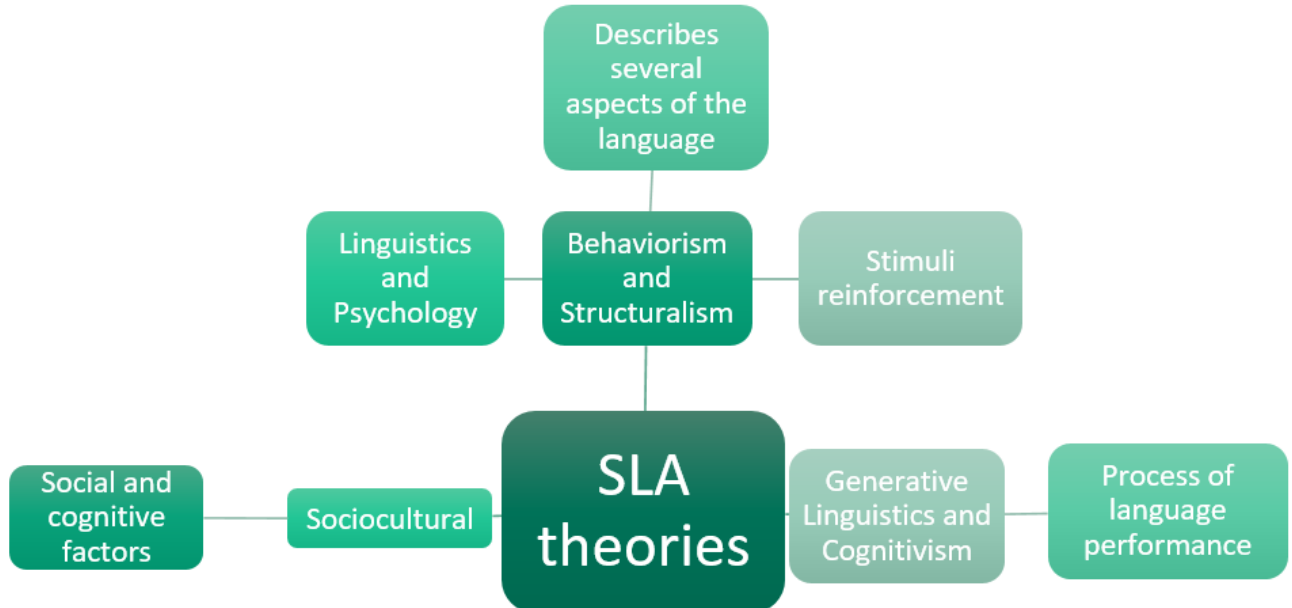 Describes
several
aspects of the
language
Linguistics
and
Psychology
Behaviorism
and
Structuralism
Stimuli
reinforcement
Social and
cognitive
factors
Sociocultural
SLA
theories
Generative
Linguistics and
Cognitivism
Process of
language
performance